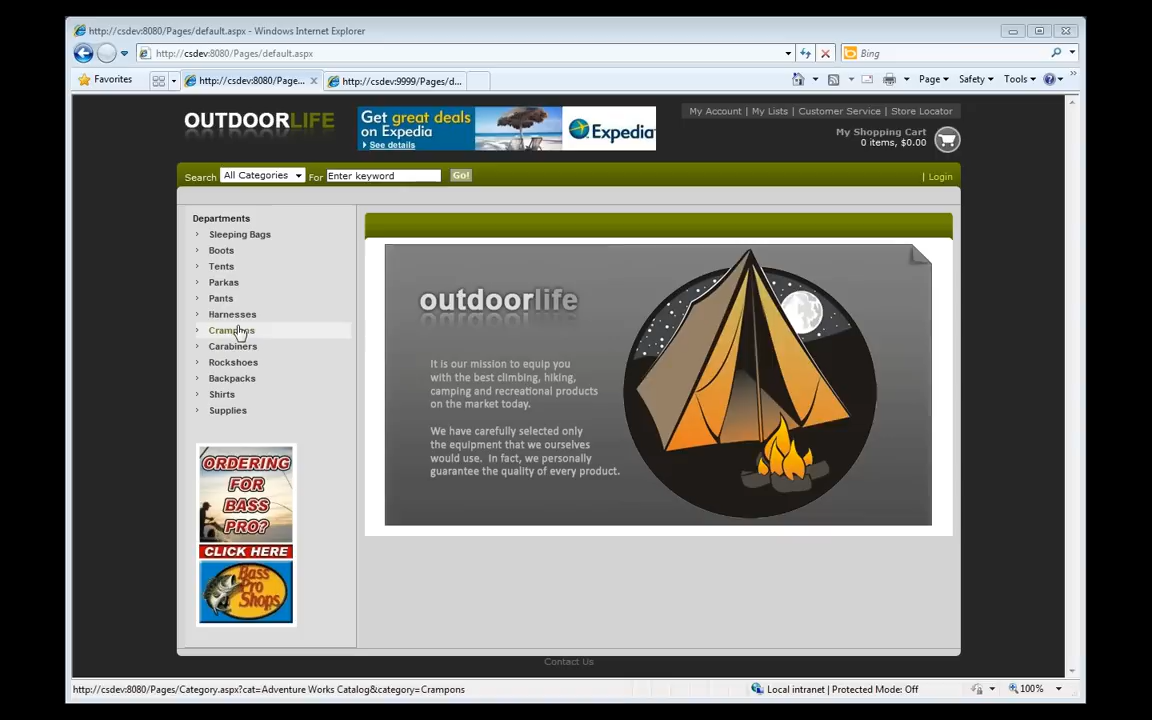 http://csdev:8080/Pages/default.aspx - Windows Internet Explorer
http://csdev:8080/Pages/default.aspx
Bing
Favorites
http://csdev:8080/Page...
http://csdev:9999/Pages/d...
Page
Safety
Tools
OUTDOORLIFE
Get great deals
on Expedia
See details
Expedia
My Account | My Lists | Customer Service | Store Locator
My Shopping Cart
0 items, $0.00
Search
All Categories
For
Enter keyword
Go!
| Login
Departments
Sleeping Bags
Boots
Tents
Parkas
Pants
Harnesses
Crampons
Carabiners
Rockshoes
Backpacks
Shirts
Supplies
ORDERING
FOR
BASS
PRO?
CLICK HERE
Bass
Pro
Shops
outdoorlife
It is our mission to equip you
with the best climbing, hiking,
camping and recreational products
on the market today.
We have carefully selected only
the equipment that we ourselves
would use. In fact, we personally
guarantee the quality of every product.
Contact Us
http://csdev:8080/Pages/Category.aspx?cat=Adventure Works Catalog&category=Crampons
Local intranet | Protected Mode: Off
100%